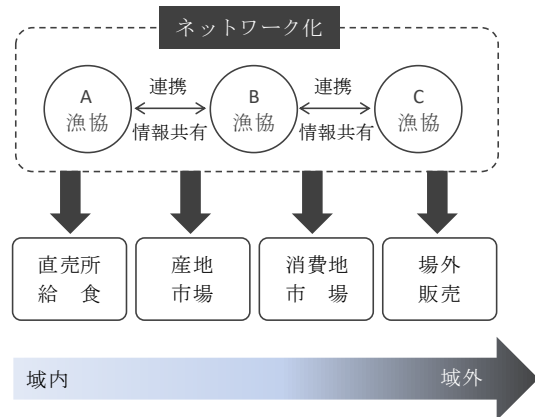 ネットワーク化
A
漁協
連携
情報共有
B
漁協
連携
情報共有
C
漁協
直売所
給　食
産地
市場
消費地
市　場
場外
販売
域内
域外